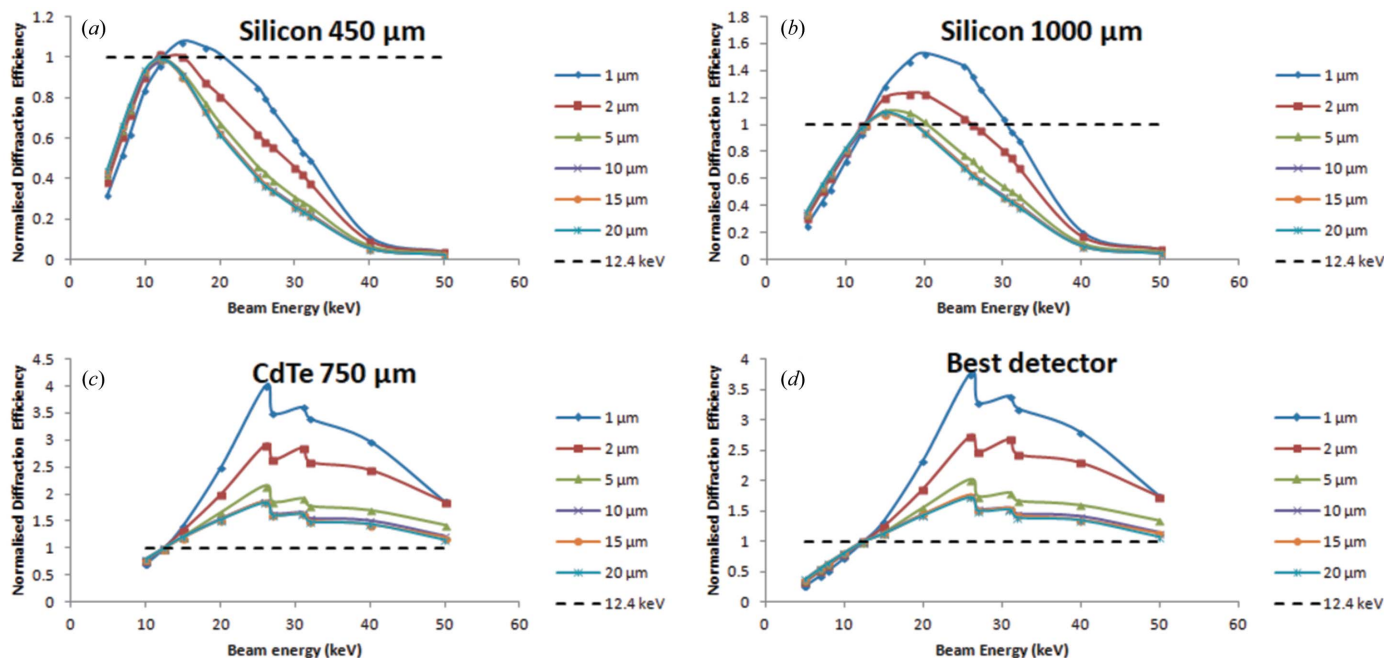 (a)
Silicon 450 µm
Normalised Diffraction Efficiency
1.2
1
0.8
0.6
0.4
0.2
0
0 10 20 30 40 50 60
Beam Energy (keV)
1 µm
2 µm
5 µm
10 µm
15 µm
20 µm
12.4 keV
(b)
Silicon 1000 µm
Normalised Diffraction Efficiency
1.8
1.6
1.4
1.2
1
0.8
0.6
0.4
0.2
0
0 10 20 30 40 50 60
Beam Energy (keV)
1 µm
2 µm
5 µm
10 µm
15 µm
20 µm
12.4 keV
(c)
CdTe 750 µm
Normalised Diffraction Efficiency
4.5
4
3.5
3
2.5
2
1.5
1
0.5
0
0 10 20 30 40 50 60
Beam energy (keV)
1 µm
2 µm
5 µm
10 µm
15 µm
20 µm
12.4 keV
(d)
Best detector
Normalised Diffraction Efficiency
4
3.5
3
2.5
2
1.5
1
0.5
0
0 10 20 30 40 50 60
Beam Energy (keV)
1 µm
2 µm
5 µm
10 µm
15 µm
20 µm
12.4 keV